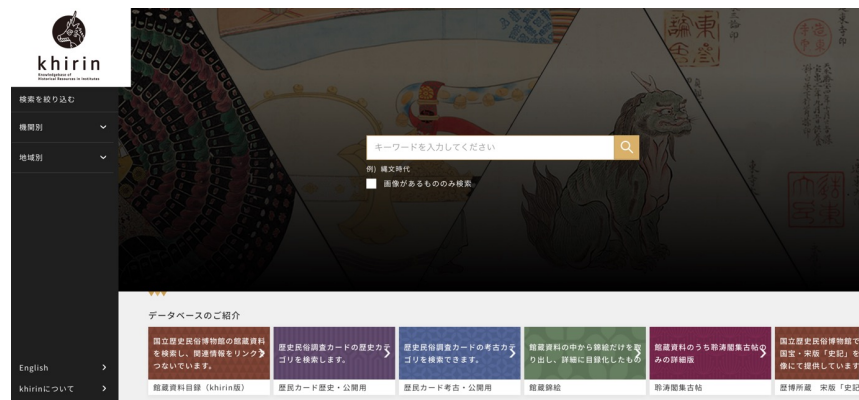 khirin
Knowledgebase of
Historical Resources in Institutes
検索を絞り込む
機関別
地域別
English
khirinについて
キーワードを入力してください
例）縄文時代
画像があるもののみ検索
データベースのご紹介
国立歴史民俗博物館の館蔵資料
を検索し、関連情報をリンクで
つないでいます。
館蔵資料目録（khirin版）
歴史民俗調査カードの歴史カテ
ゴリを検索します。
歴民カード歴史・公開用
歴史民俗調査カードの考古カテ
ゴリを検索できます。
歴民カード考古・公開用
館蔵資料の中から錦絵だけを取
り出し、詳細に目録化したもの
館蔵錦絵
館蔵資料のうち聆涛閣集古帖の
みの詳細版
聆涛閣集古帖
国立歴史民俗博物館で
国宝・宋版「史記」を
像にて提供しています
歴博所蔵 宋版「史記